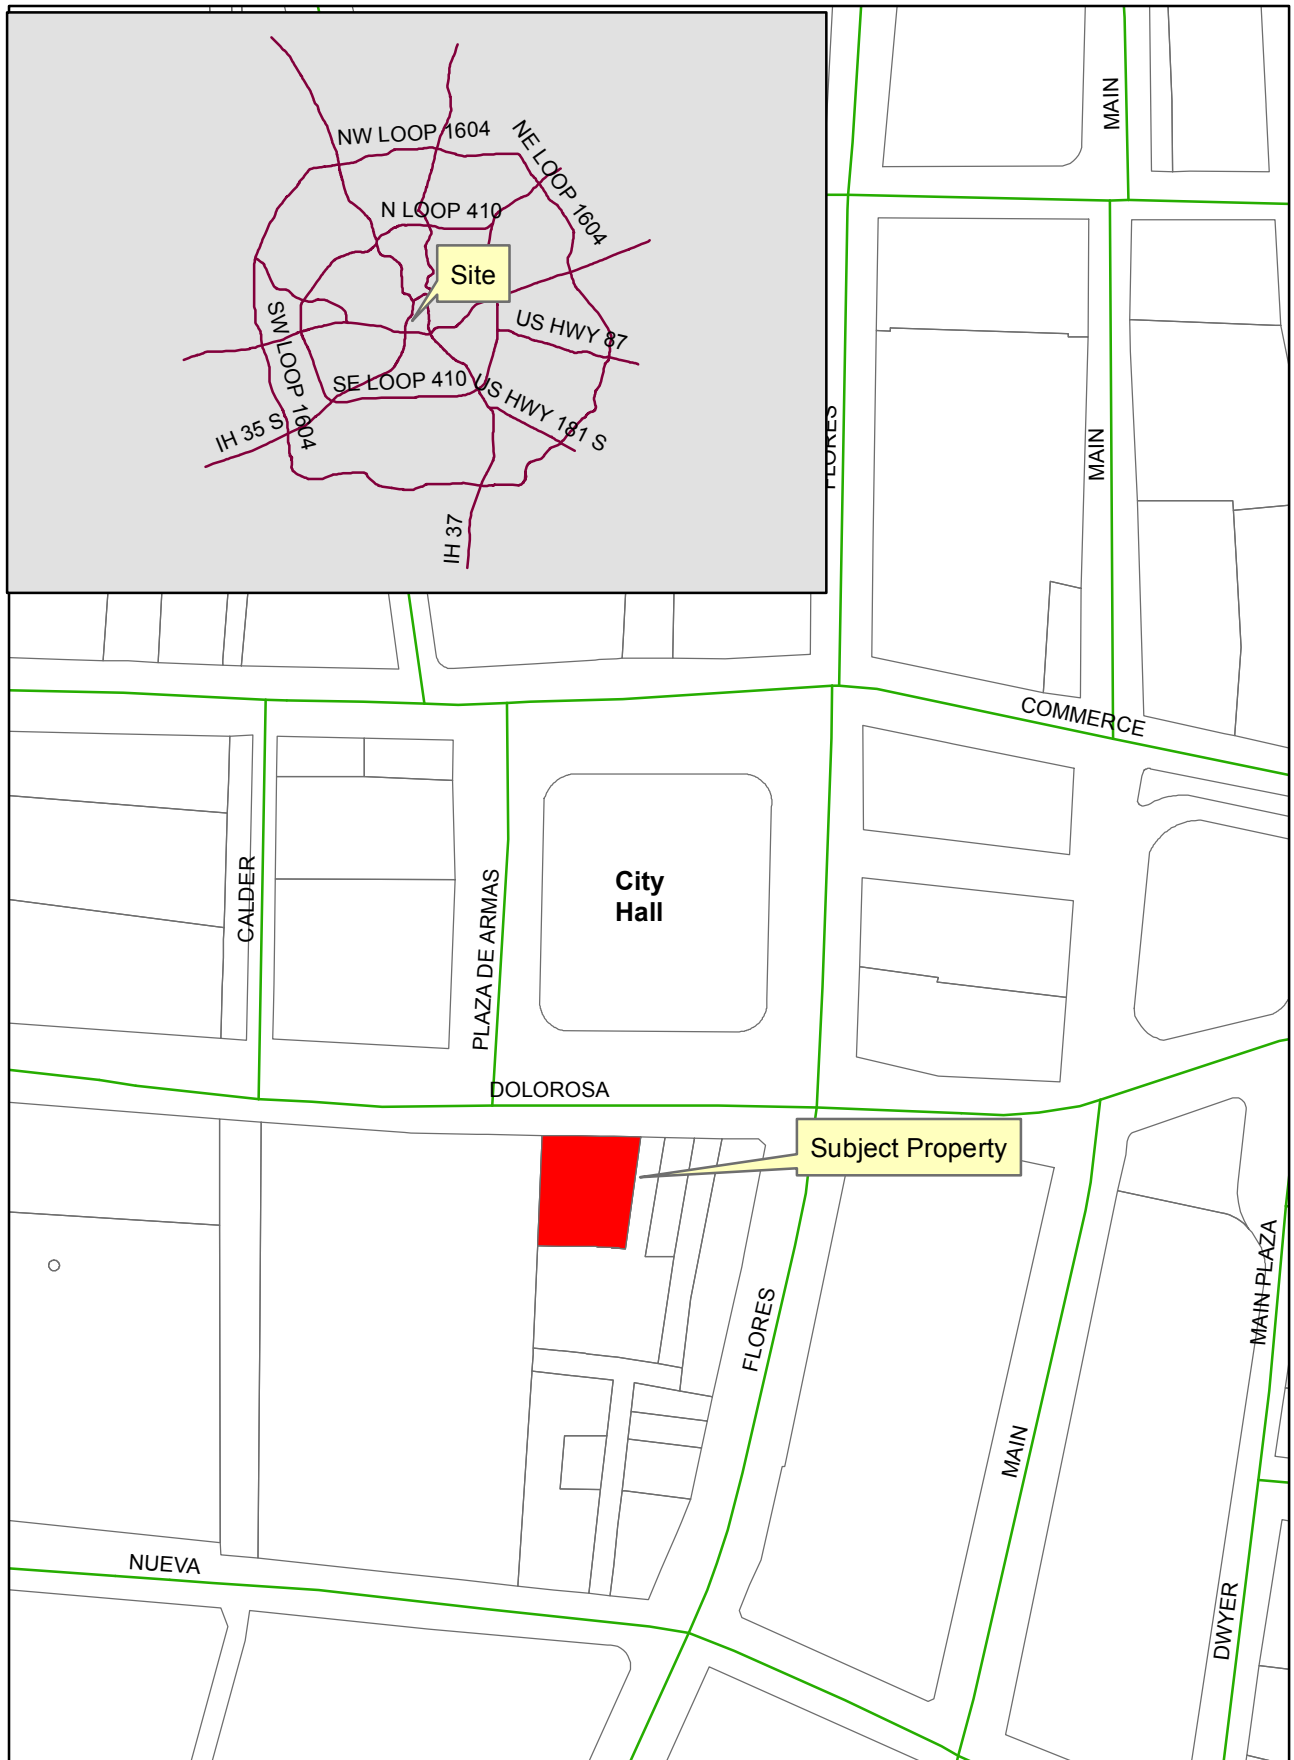 NW LOOP 1604
NE LOOP 1604
N LOOP 410
Site
SW LOOP 1604
US HWY 87
SE LOOP 410
US HWY 181 S
IH 35 S
IH 37
MAIN
FLORES
MAIN
COMMERCE
CALDER
PLAZA DE ARMAS
City
Hall
DOLOROSA
Subject Property
FLORES
MAIN PLAZA
MAIN
NUEVA
DWYER